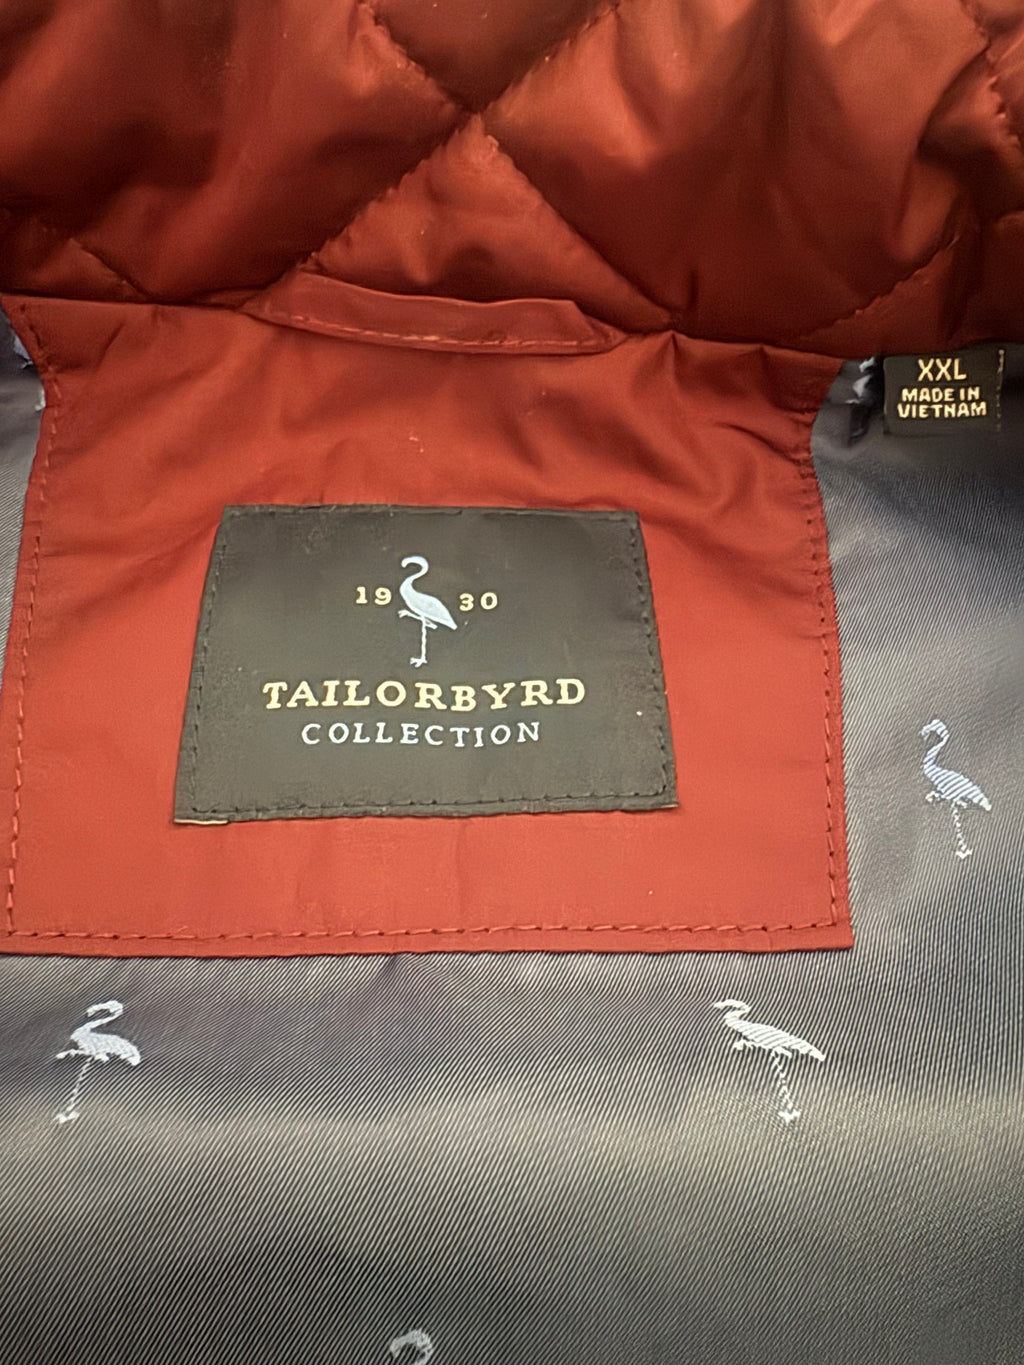 XXL
MADE IN
VIETNAM
19 30
TAILORBYRD
COLLECTION